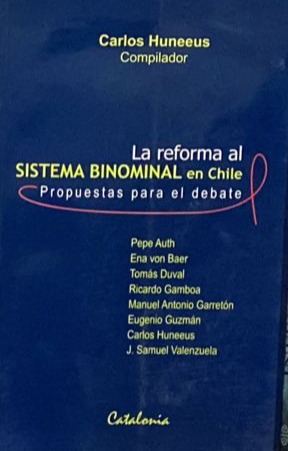 Carlos Huneeus
Compilador
La reforma al
SISTEMA BINOMINAL en Chile
Propuestas para el debate
Pepe Auth
Ena von Baer
Tomás Duval
Ricardo Gamboa
Manuel Antonio Garretón
Eugenio Guzmán
Carlos Huneeus
J. Samuel Valenzuela
Catalonia